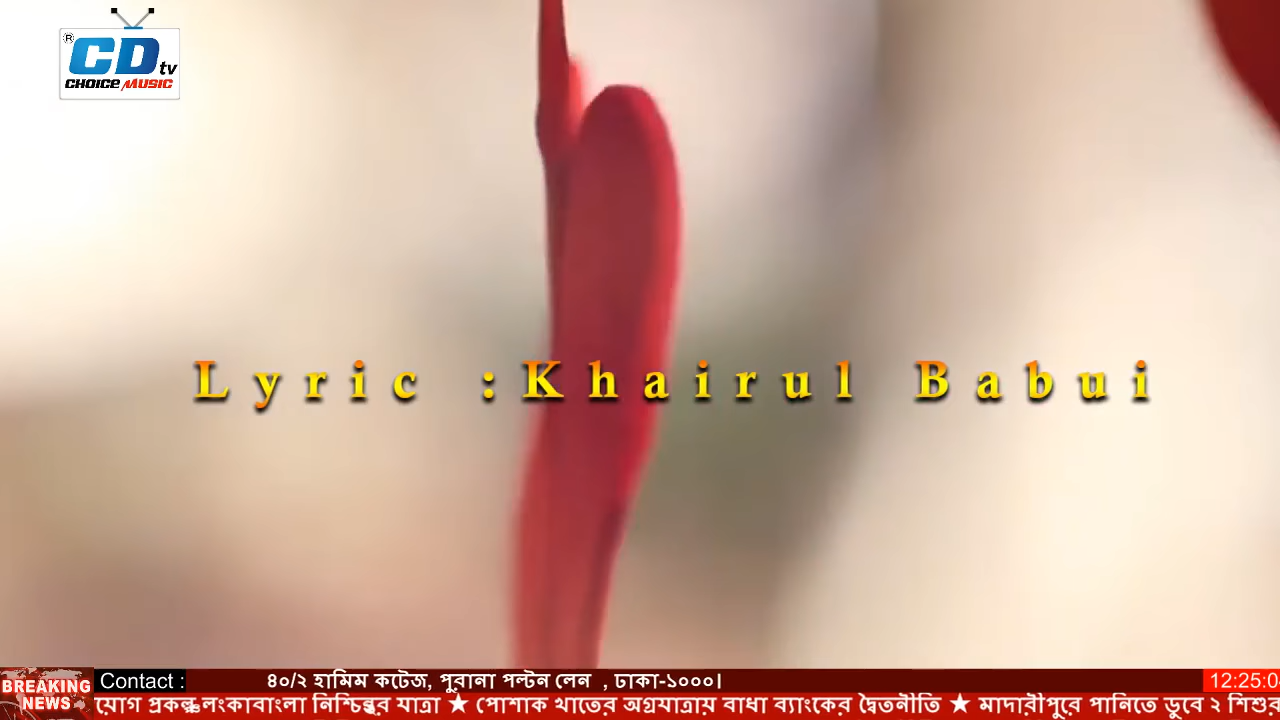 ® CD tv
CHOICE MUSIC
Lyric :Khairul Babui
BREAKING
NEWS
Contact :
৪০/২ হামিম কটেজ, পুরানা পল্টন লেন , ঢাকা-১০০০।
12:25:0
যোগ লংকাবাংলা যাত্রা ★ পোশাক খাতের অগ্রযাত্রায় বাধা ব্যাংকের দ্বৈতনীতি ★ মাদারীপুরে পানিতে ডুবে ২ শিশুর